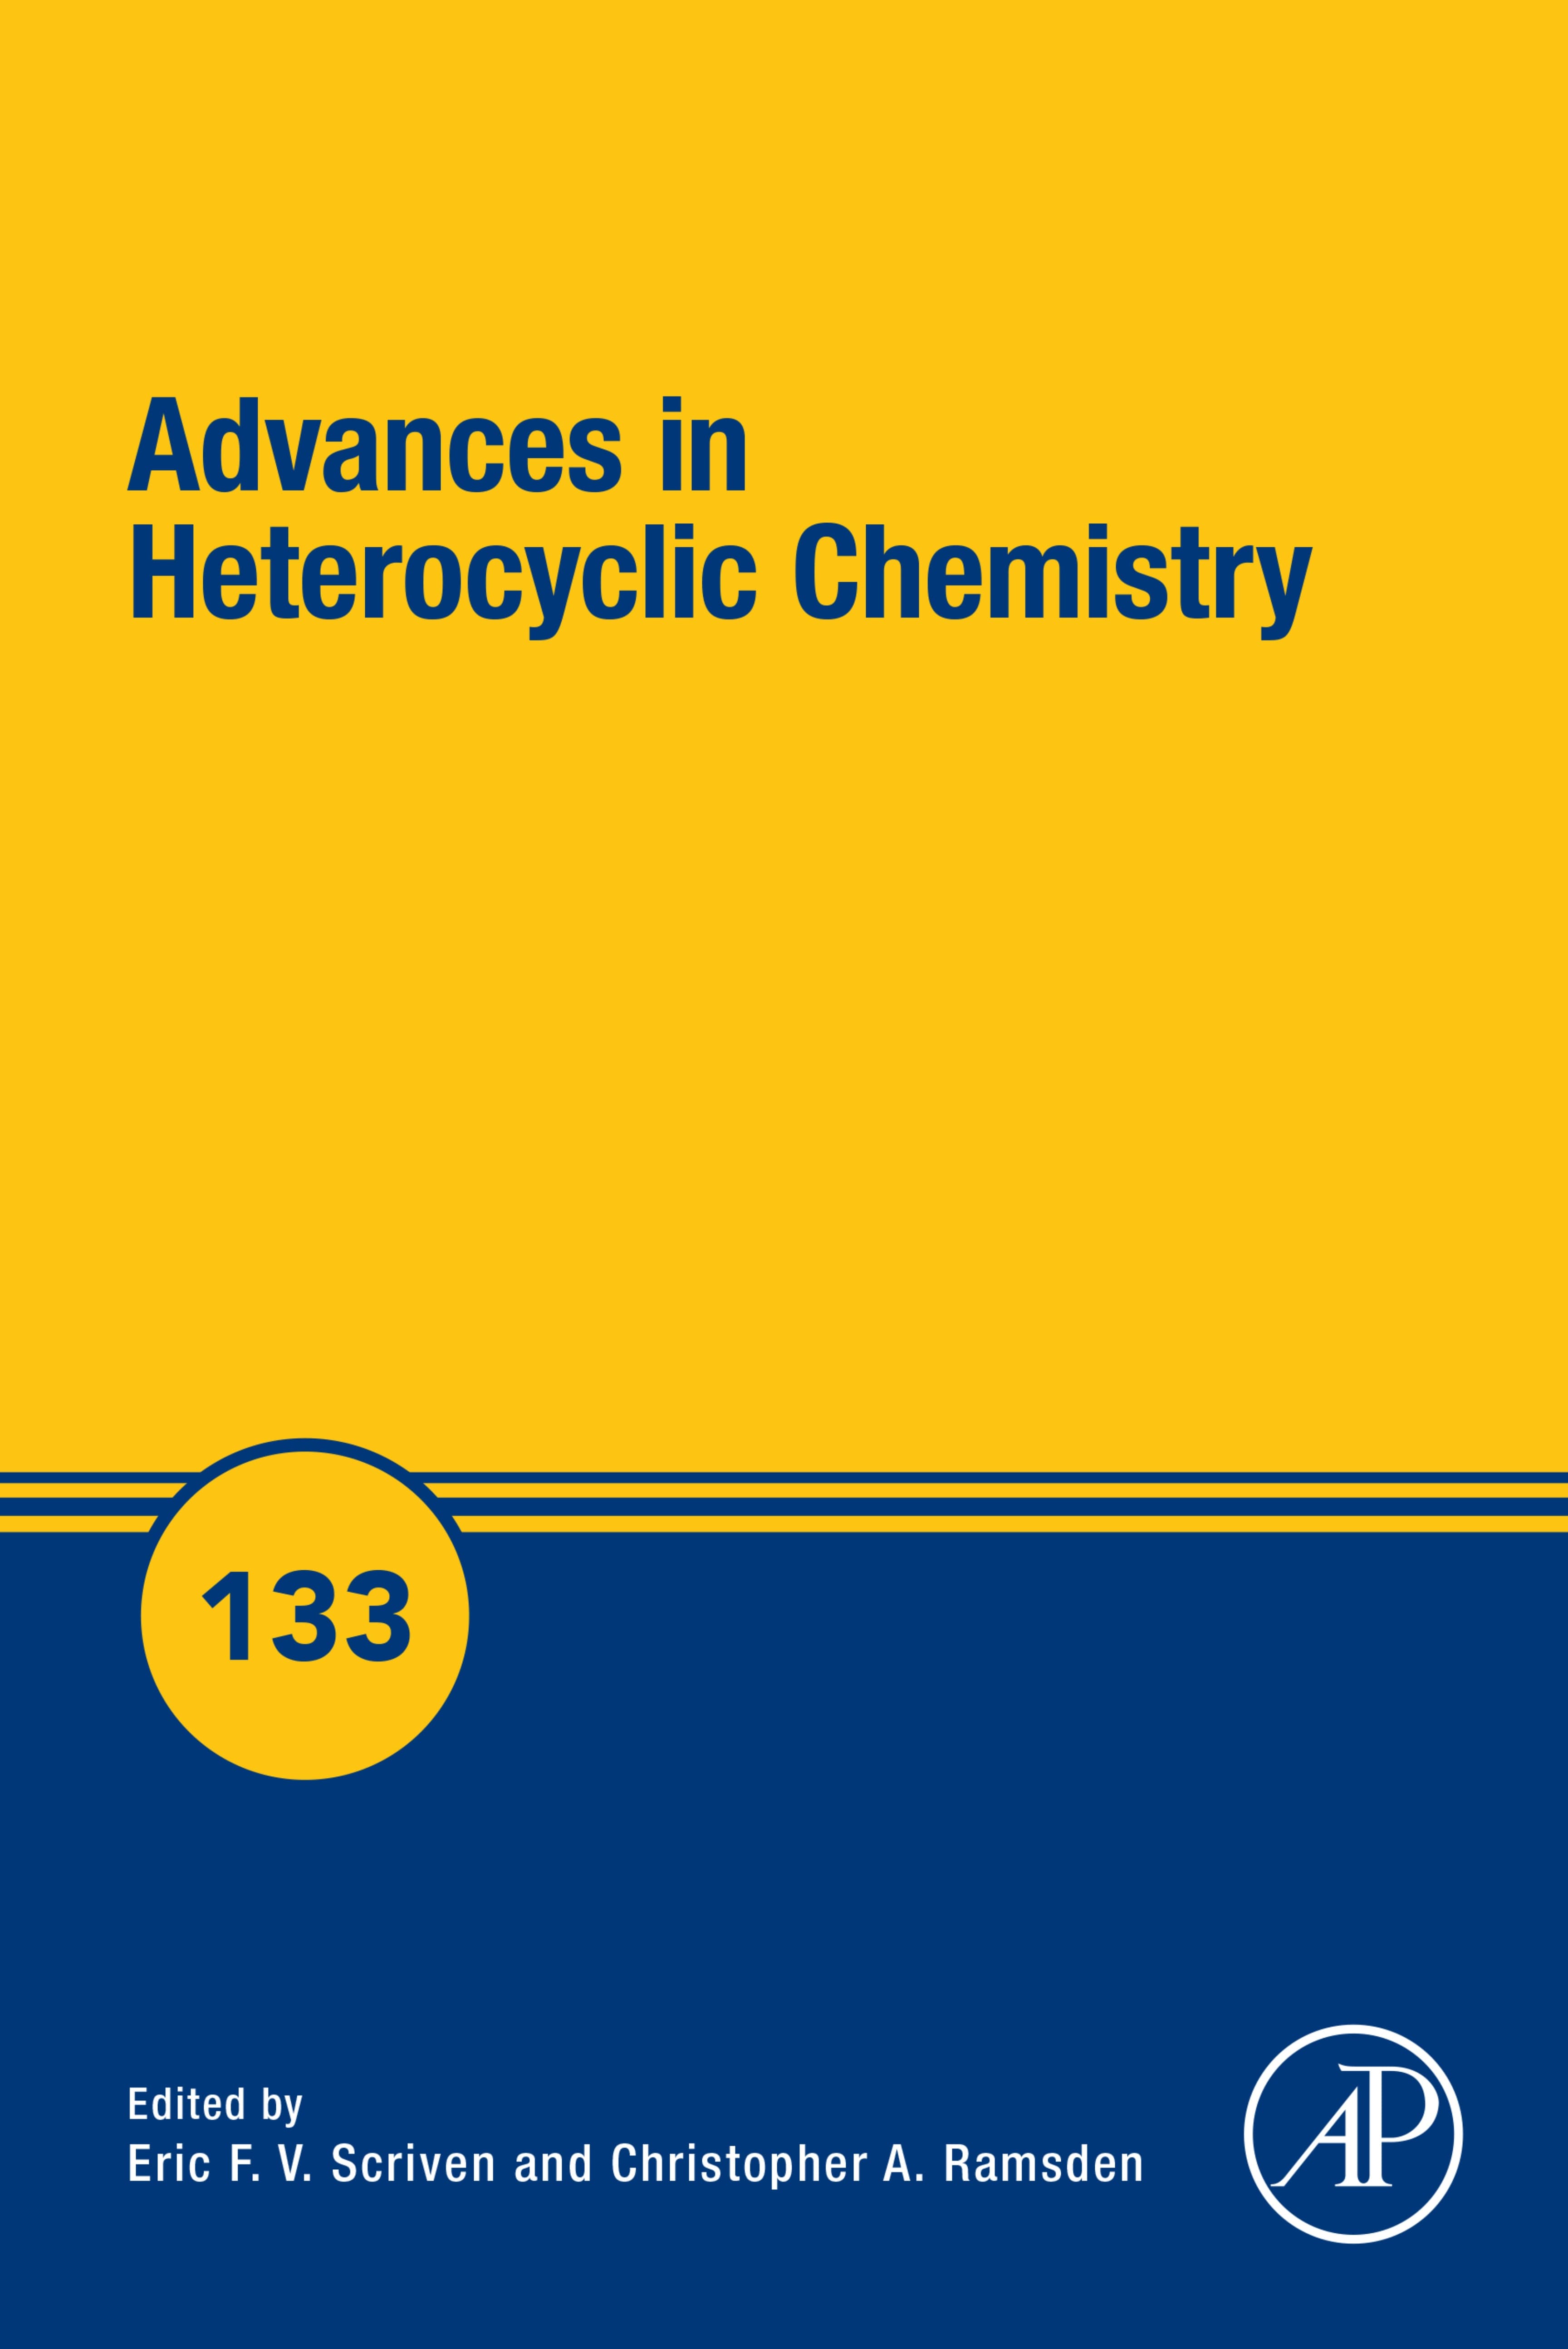 Advances in
Heterocyclic Chemistry
133
Edited by
Eric F. V. Scriven and Christopher A. Ramsden
AP